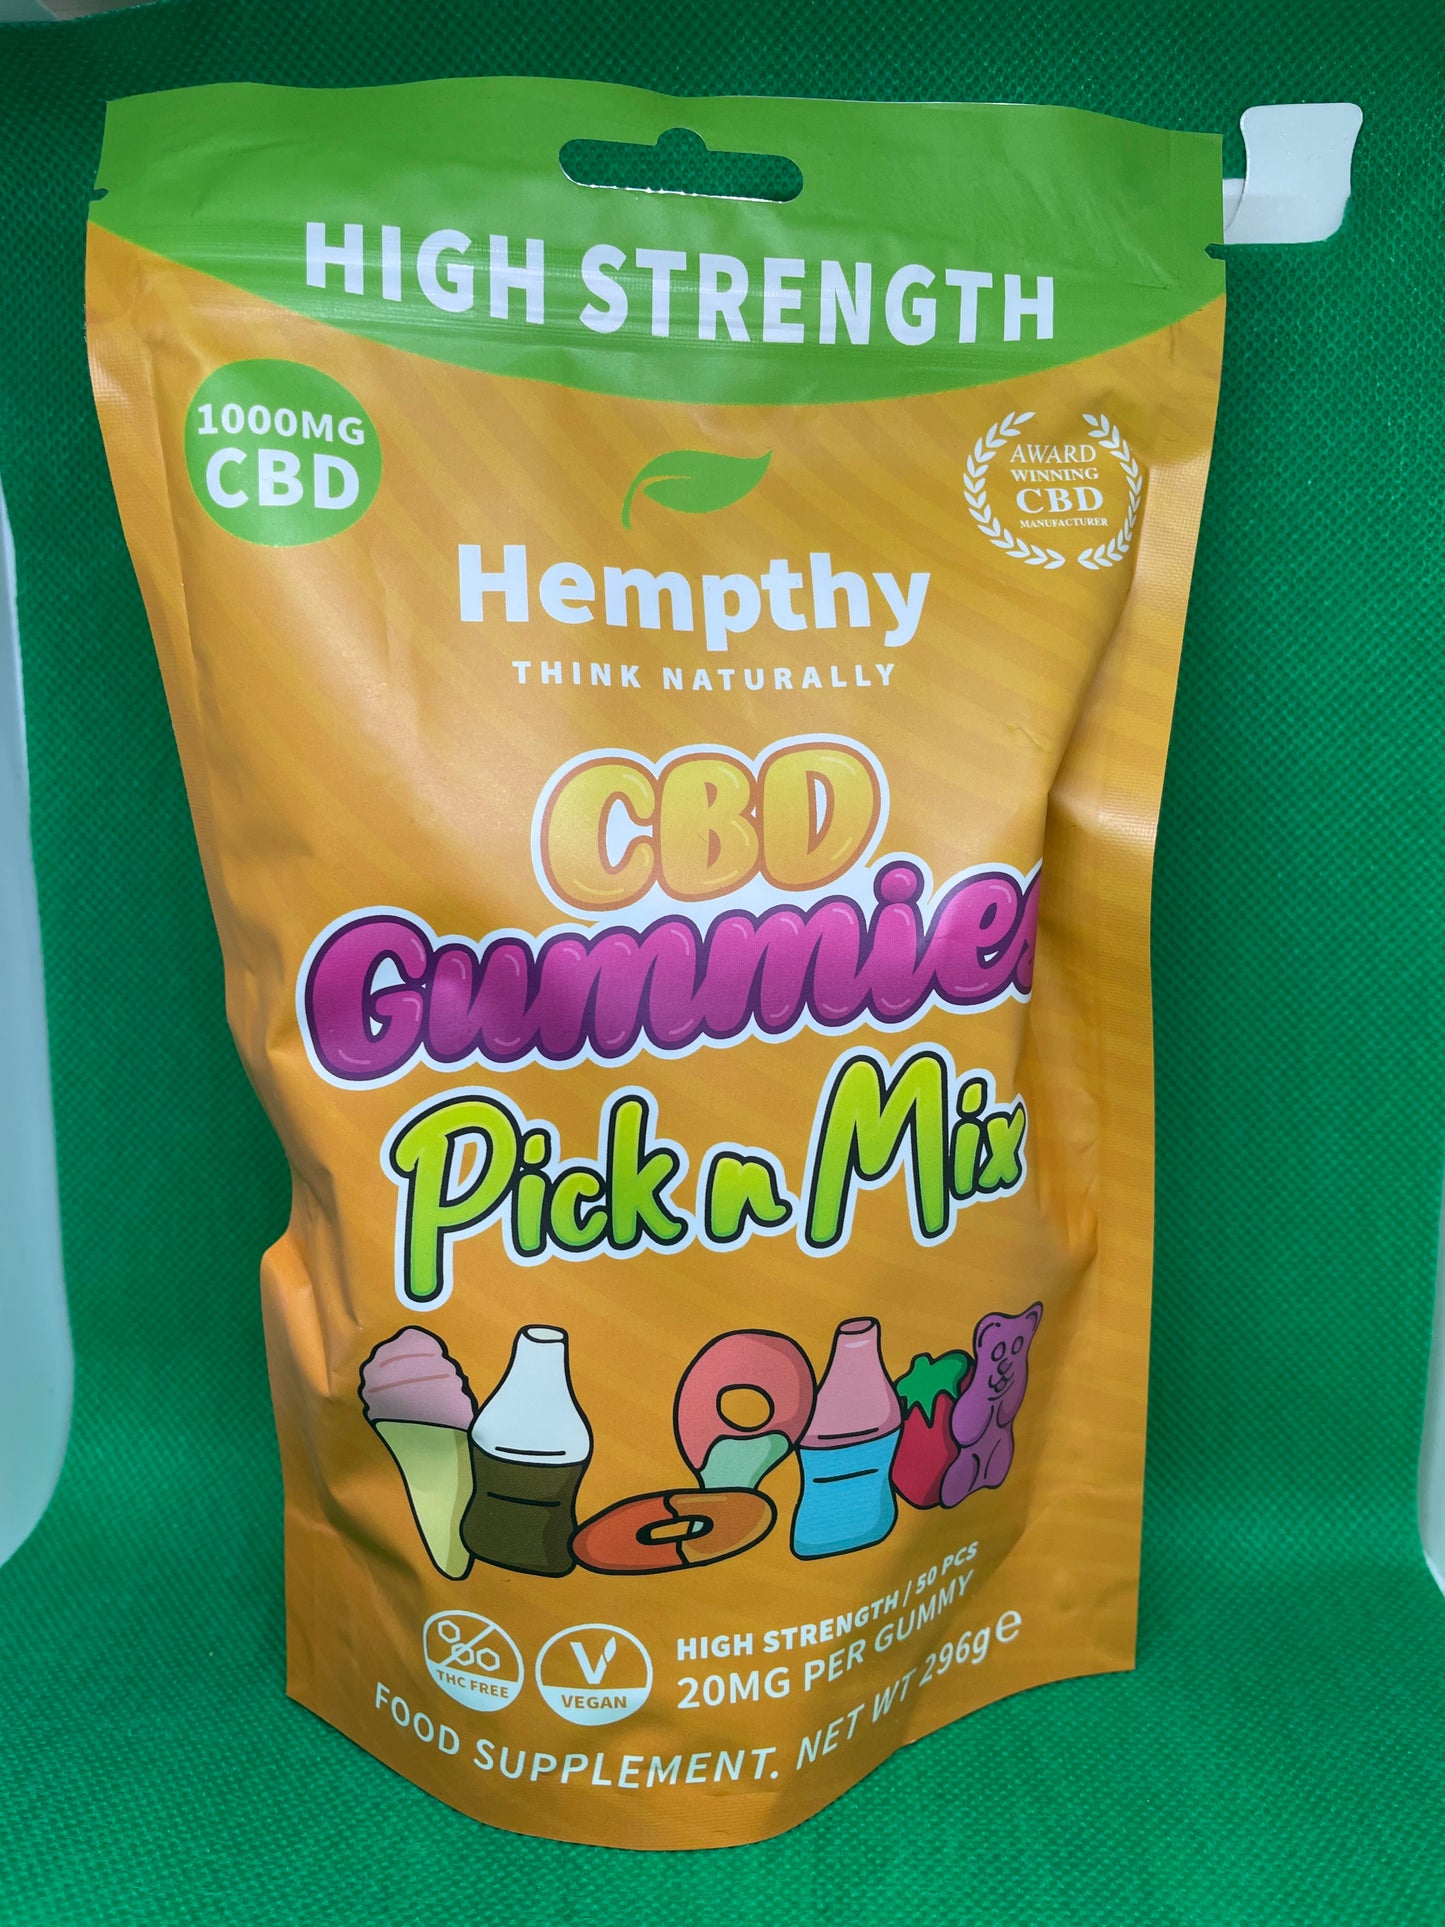 HIGH STRENGTH
1000MG
CBD
AWARD
WINNING
CBD
MANUFACTURER
Hempthy
THINK NATURALLY
CBD
Gummies
Pick n Mix
THC FREE
V
VEGAN
HIGH STRENGTH / 50 PCS
20MG PER GUMMY
FOOD SUPPLEMENT. NET WT 296g℮